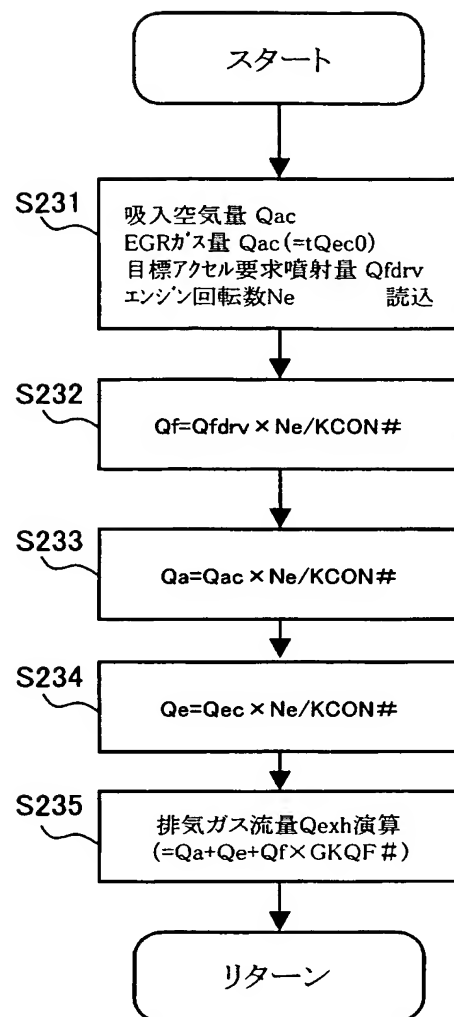 スタート
S231
吸入空気量 Qac
EGRガス量 Qac(=tQec0)
目標アクセル要求噴射量 Qfdrv
エンジン回転数Ne 読込
S232
Qf=Qfdrv×Ne/KCON#
S233
Qa=Qac×Ne/KCON#
S234
Qe=Qec×Ne/KCON#
S235
排気ガス流量Qexh演算
(=Qa+Qe+Qf×GKQF#)
リターン